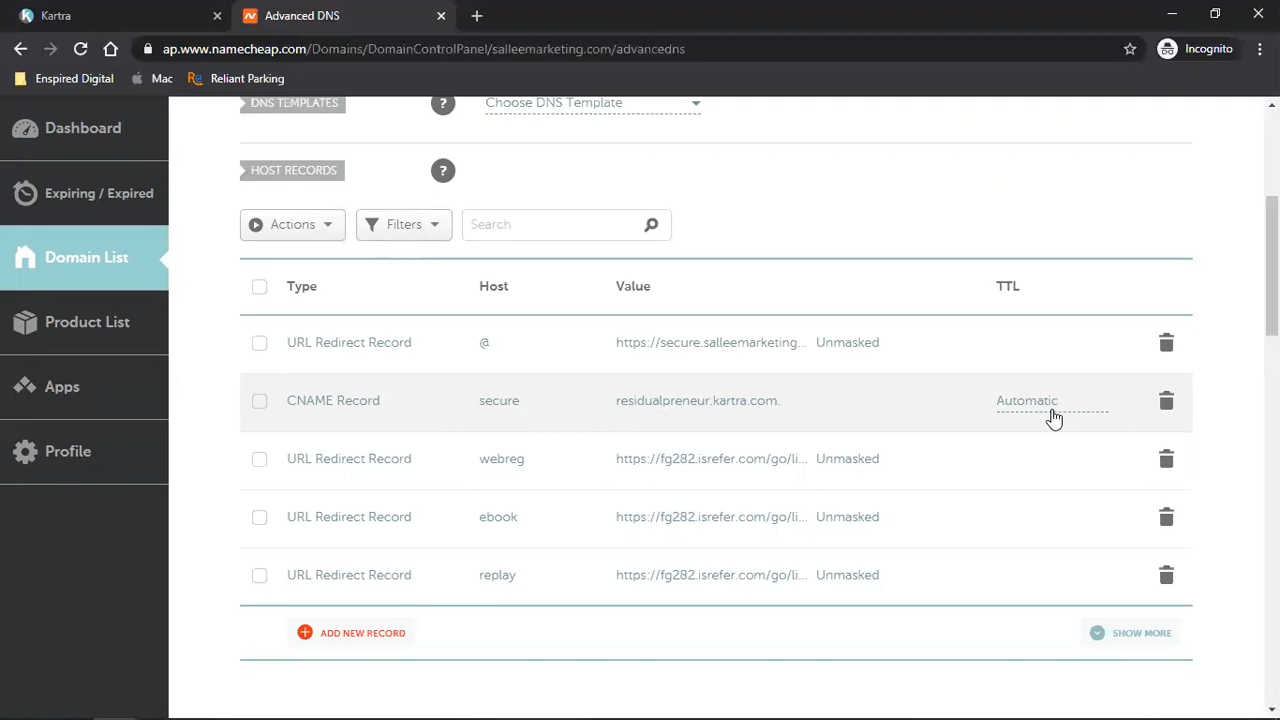 Kartra
Advanced DNS
ap.www.namecheap.com/Domains/DomainControlPanel/salleemarketing.com/advancedns
Incognito
Enspired Digital
Mac
Re Reliant Parking
Dashboard
Expiring / Expired
Domain List
Product List
Apps
Profile
DNS TEMPLATES ? Choose DNS Template
HOST RECORDS ?
Actions Filters Search
Type Host Value TTL
URL Redirect Record @ https://secure.salleemarketing... Unmasked
CNAME Record secure residualpreneur.kartra.com. Automatic
URL Redirect Record webreg https://fg282.isrefer.com/go/li... Unmasked
URL Redirect Record ebook https://fg282.isrefer.com/go/li... Unmasked
URL Redirect Record replay https://fg282.isrefer.com/go/li... Unmasked
ADD NEW RECORD SHOW MORE